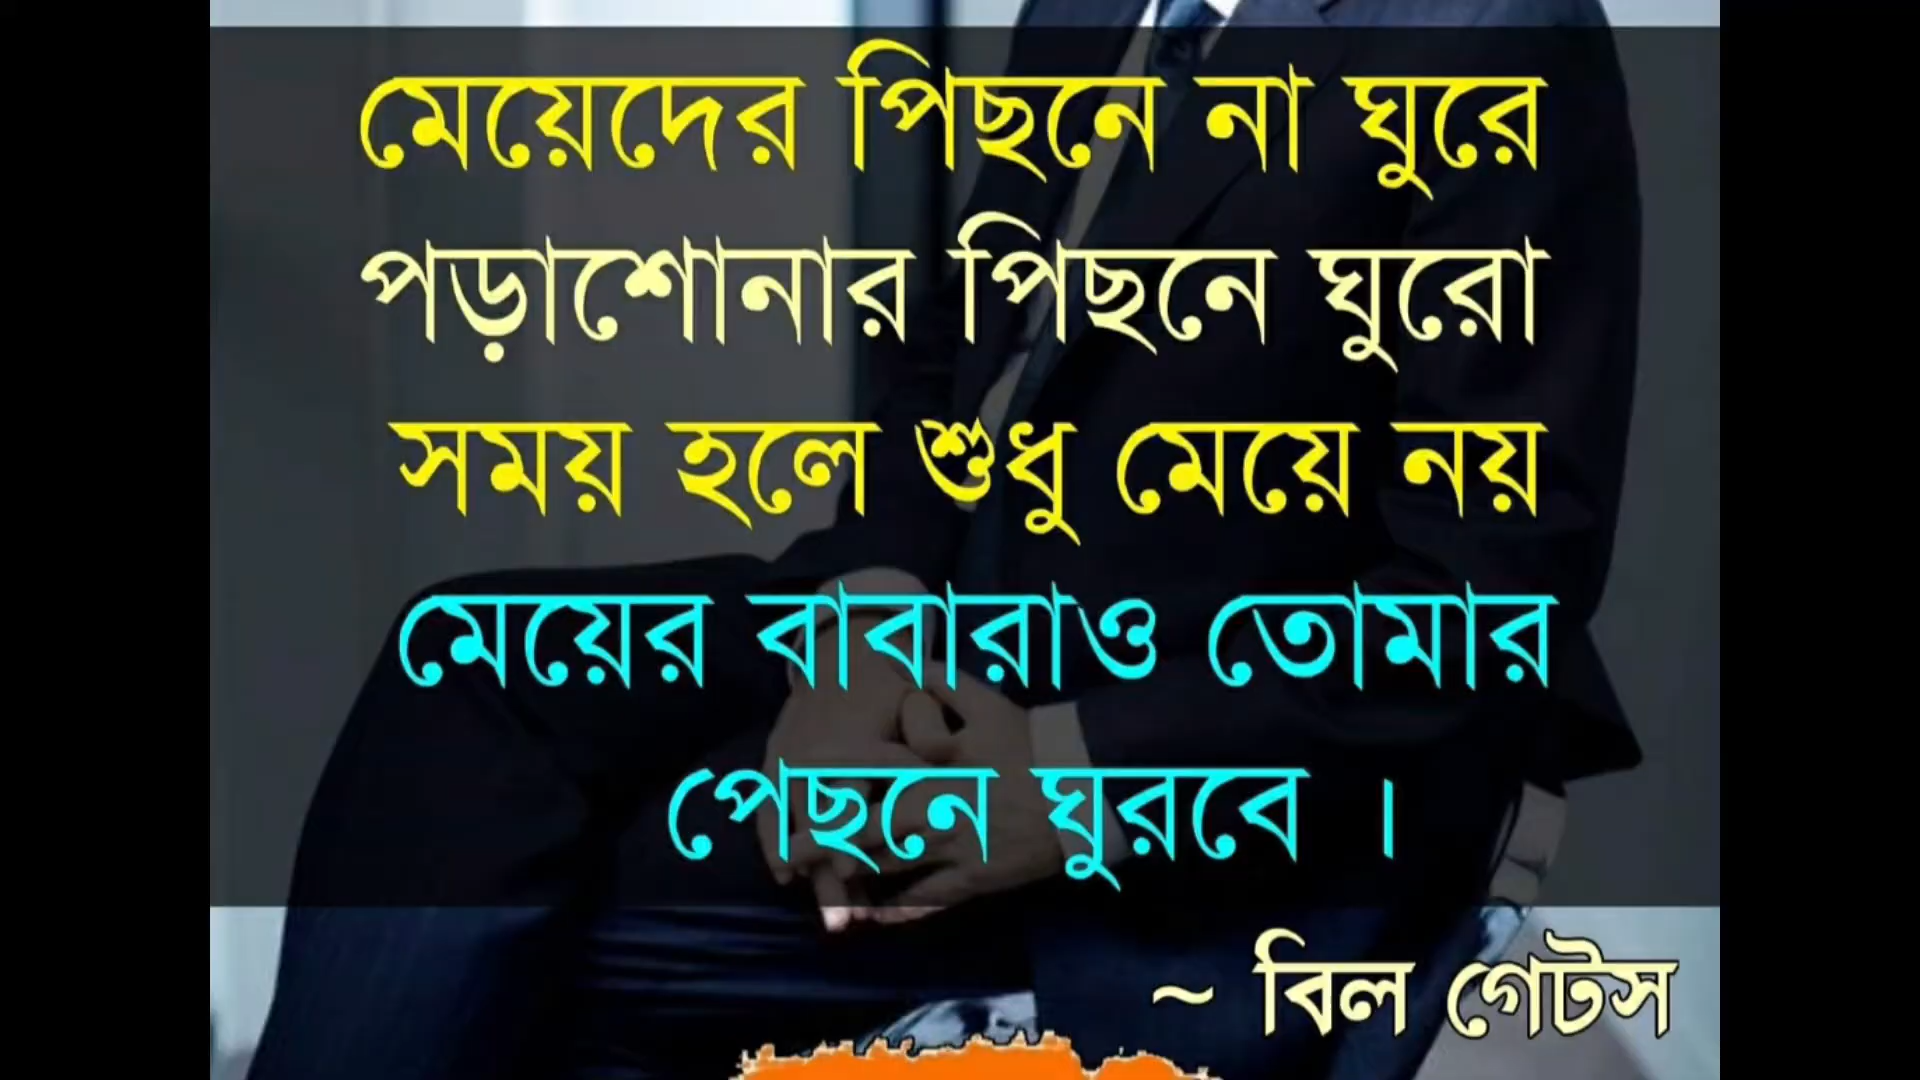 মেয়েদের পিছনে না ঘুরে
পড়াশোনার পিছনে ঘুরো
সময় হলে শুধু মেয়ে নয়
মেয়ের বাবারাও তোমার
পেছনে ঘুরবে ।
~ বিল গেটস